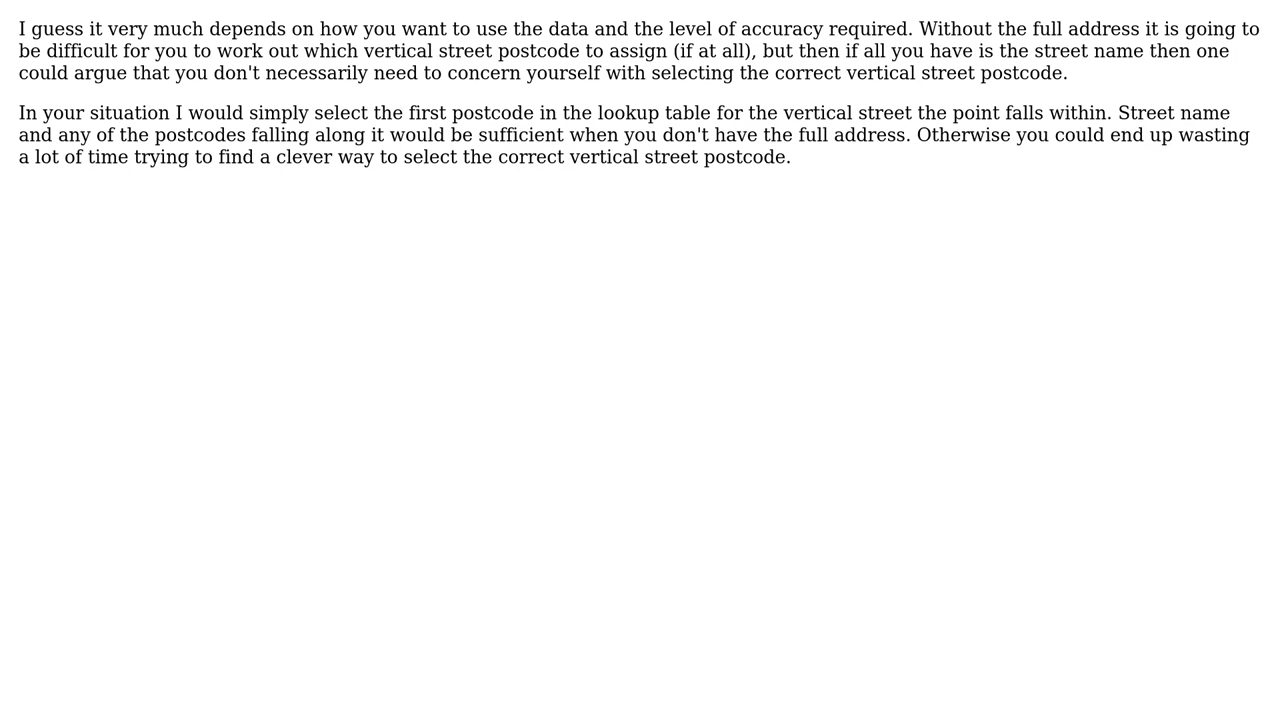 I guess it very much depends on how you want to use the data and the level of accuracy required. Without the full address it is going to
be difficult for you to work out which vertical street postcode to assign (if at all), but then if all you have is the street name then one
could argue that you don't necessarily need to concern yourself with selecting the correct vertical street postcode.
In your situation I would simply select the first postcode in the lookup table for the vertical street the point falls within. Street name
and any of the postcodes falling along it would be sufficient when you don't have the full address. Otherwise you could end up wasting
a lot of time trying to find a clever way to select the correct vertical street postcode.